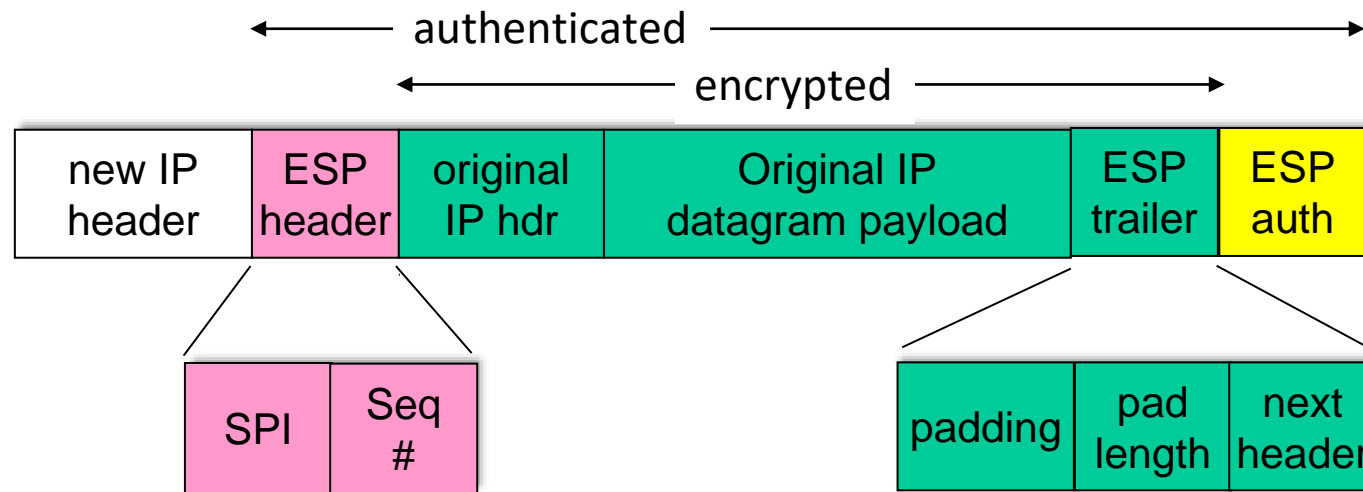 authenticated
encrypted
new IP
header
ESP
header
original
IP hdr
Original IP
datagram payload
ESP
trailer
ESP
auth
SPI
Seq
#
padding
pad
length
next
header